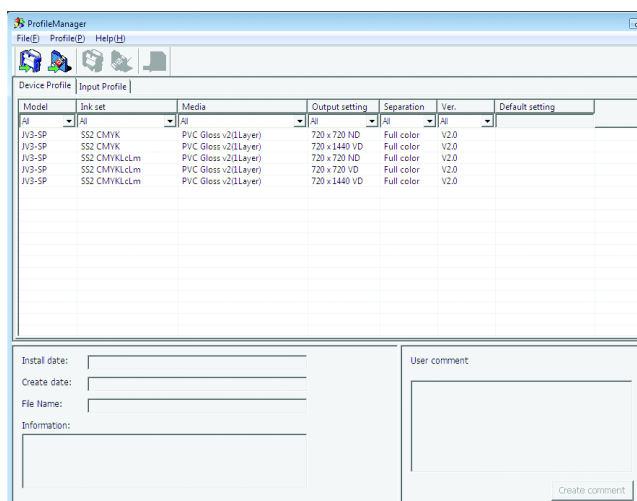 ProfileManager
File(F) Profile(P) Help(H)
Device Profile Input Profile
Model Ink set Media Output setting Separation Ver. Default setting
All All All All All All
JV3-SP SS2 CMYK PVC Gloss v2(1Layer) 720 x 720 ND Full color V2.0
JV3-SP SS2 CMYK PVC Gloss v2(1Layer) 720 x 1440 VD Full color V2.0
JV3-SP SS2 CMYKLcLm PVC Gloss v2(1Layer) 720 x 720 ND Full color V2.0
JV3-SP SS2 CMYKLcLm PVC Gloss v2(1Layer) 720 x 720 VD Full color V2.0
JV3-SP SS2 CMYKLcLm PVC Gloss v2(1Layer) 720 x 1440 VD Full color V2.0
Install date:
Create date:
File Name:
Information:
User comment
Create comment